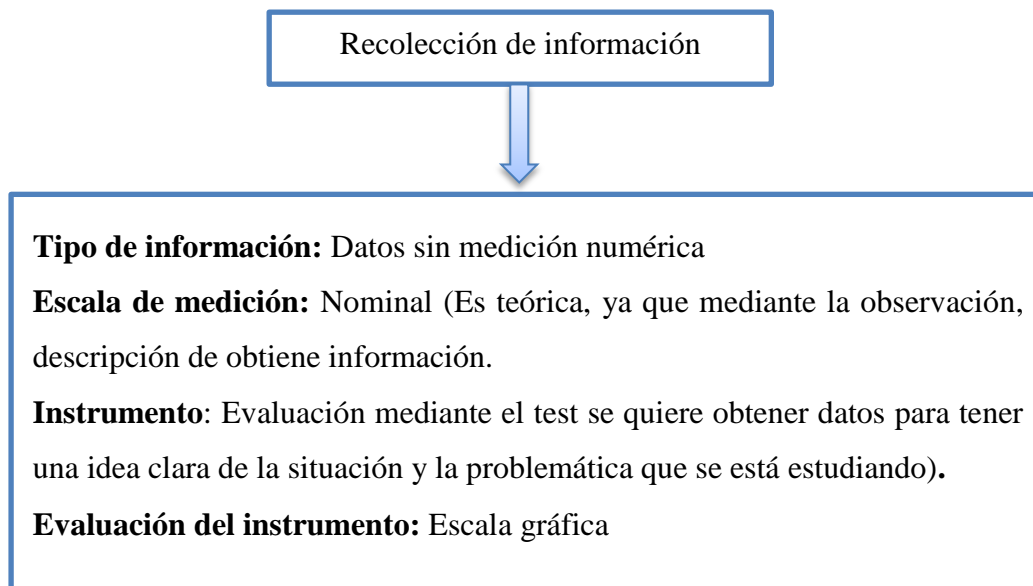 Recolección de información
Tipo de información: Datos sin medición numérica
Escala de medición: Nominal (Es teórica, ya que mediante la observación,
descripción de obtiene información.
Instrumento: Evaluación mediante el test se quiere obtener datos para tener
una idea clara de la situación y la problemática que se está estudiando).
Evaluación del instrumento: Escala gráfica